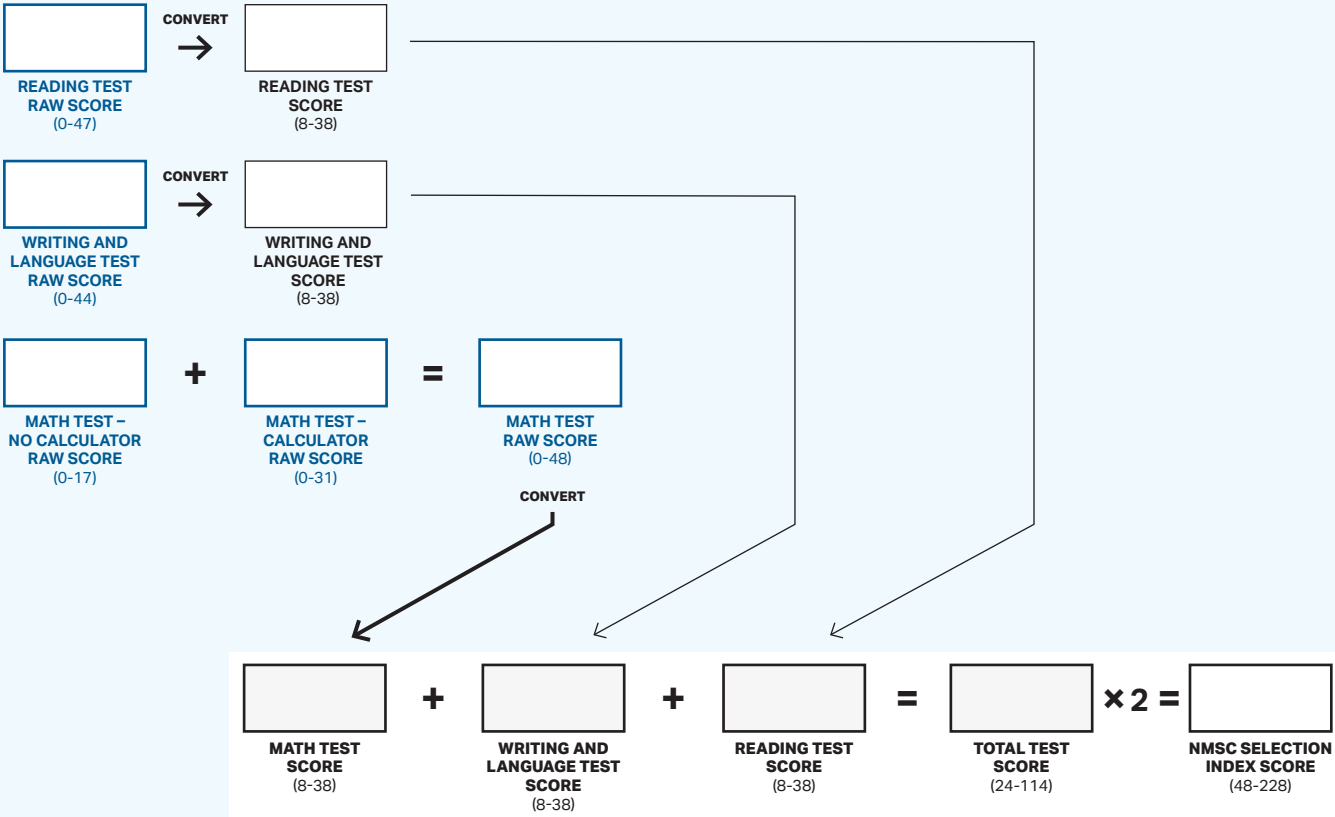 CONVERT
READING TEST
RAW SCORE
(0-47)
READING TEST
SCORE
(8-38)
CONVERT
WRITING AND
LANGUAGE TEST
RAW SCORE
(0-44)
WRITING AND
LANGUAGE TEST
SCORE
(8-38)
+
=
MATH TEST –
NO CALCULATOR
RAW SCORE
(0-17)
MATH TEST –
CALCULATOR
RAW SCORE
(0-31)
MATH TEST
RAW SCORE
(0-48)
CONVERT
+
+
=
×2 =
MATH TEST
SCORE
(8-38)
WRITING AND
LANGUAGE TEST
SCORE
(8-38)
READING TEST
SCORE
(8-38)
TOTAL TEST
SCORE
(24-114)
NMSC SELECTION
INDEX SCORE
(48-228)